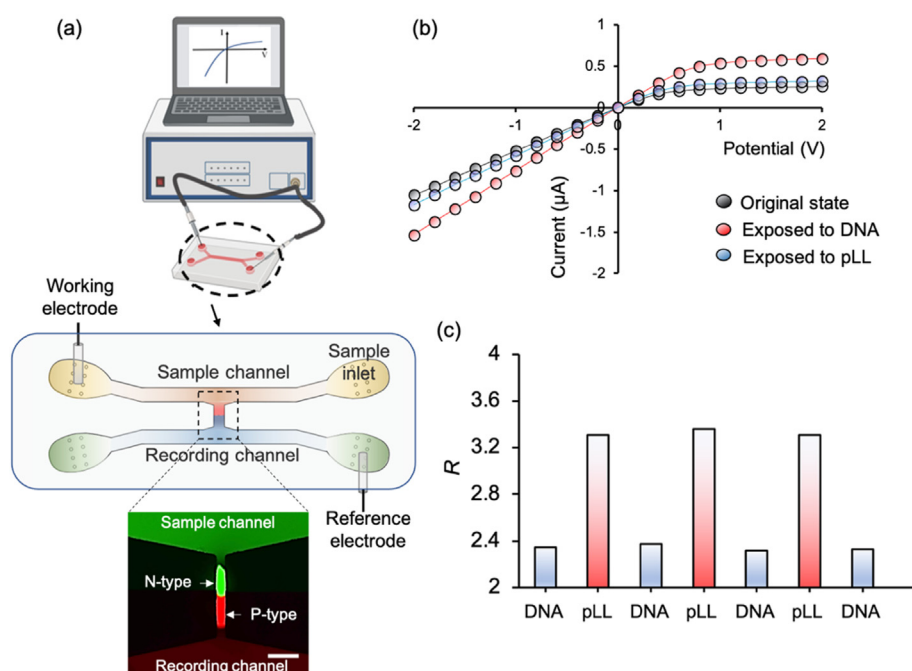 (a)
I
V
Working
electrode
Sample
inlet
Sample channel
Recording channel
Reference
electrode
Sample channel
N-type
P-type
Recording channel
(b)
1
0.5
0
-2
-1
0
1
2
-0.5
-1
-1.5
-2
Potential (V)
Current (μA)
Original state
Exposed to DNA
Exposed to pLL
(c)
4
3.6
3.2
2.8
2.4
2
R
DNA
pLL
DNA
pLL
DNA
pLL
DNA